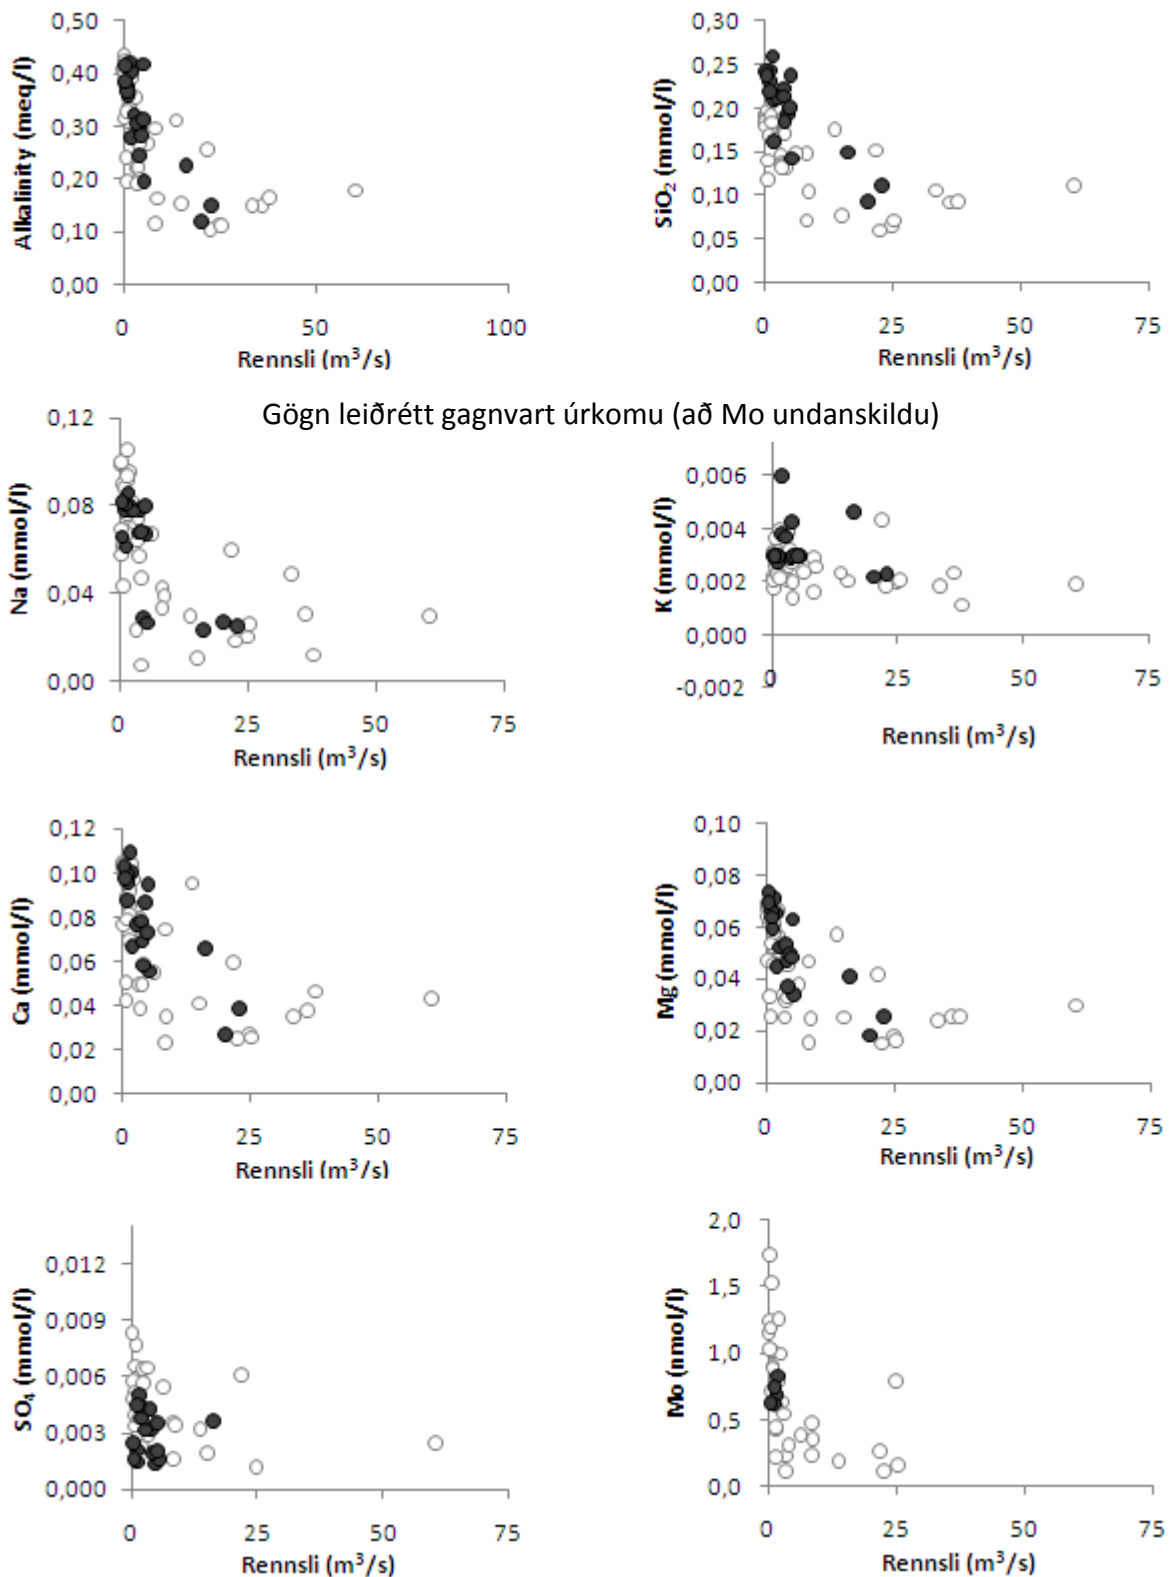 0,50
0,40
0,30
0,20
0,10
0,00
Alkalinity (meq/l)
0 50 100
Rennsli (m³/s)
0,30
0,25
0,20
0,15
0,10
0,05
0,00
SiO₂ (mmol/l)
0 25 50 75
Rennsli (m³/s)
Gögn leiðrétt gagnvart úrkomu (að Mo undanskildu)
0,12
0,08
0,04
0,00
Na (mmol/l)
0 25 50 75
Rennsli (m³/s)
0,006
0,004
0,002
0,000
-0,002
K (mmol/l)
0 25 50 75
Rennsli (m³/s)
0,12
0,10
0,08
0,06
0,04
0,02
0,00
Ca (mmol/l)
0 25 50 75
Rennsli (m³/s)
0,10
0,08
0,06
0,04
0,02
0,00
Mg (mmol/l)
0 25 50 75
Rennsli (m³/s)
0,012
0,009
0,006
0,003
0,000
SO₄ (mmol/l)
0 25 50 75
Rennsli (m³/s)
2,0
1,5
1,0
0,5
0,0
Mo (nmol/l)
0 25 50 75
Rennsli (m³/s)